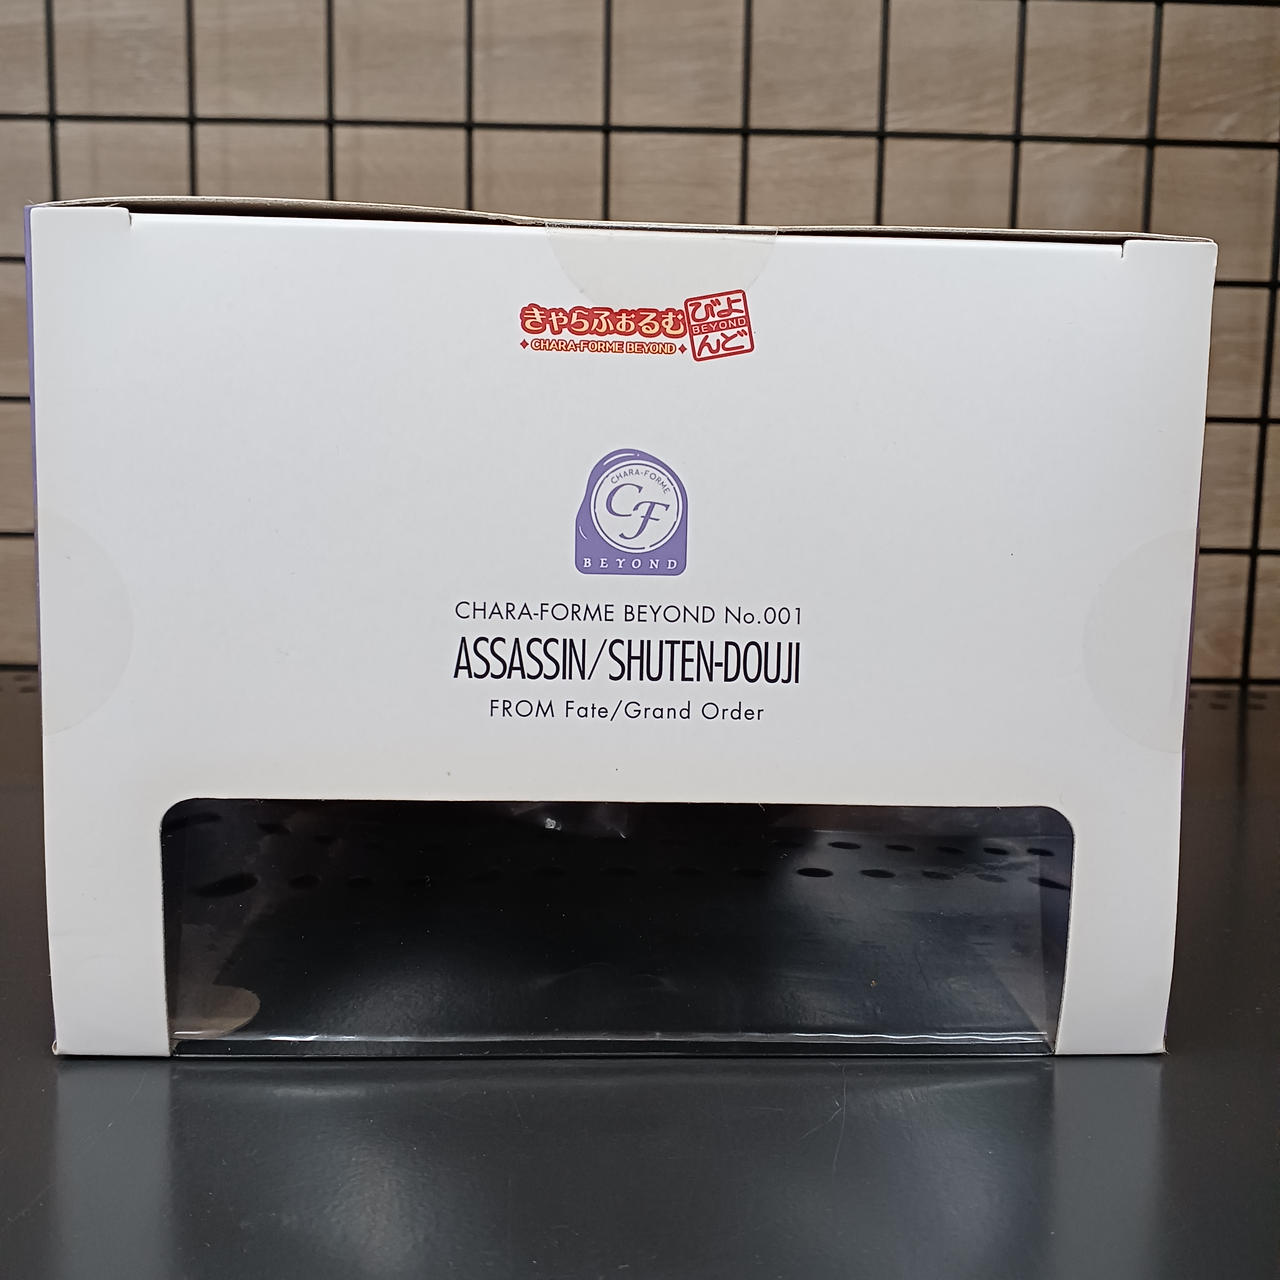 きゃらふぉるむ
CHARA-FORME BEYOND
びよ
BEYOND
んど
CHARA-FORME
CF
BEYOND
CHARA-FORME BEYOND No.001
ASSASSIN/SHUTEN-DOUJI
FROM Fate/Grand Order